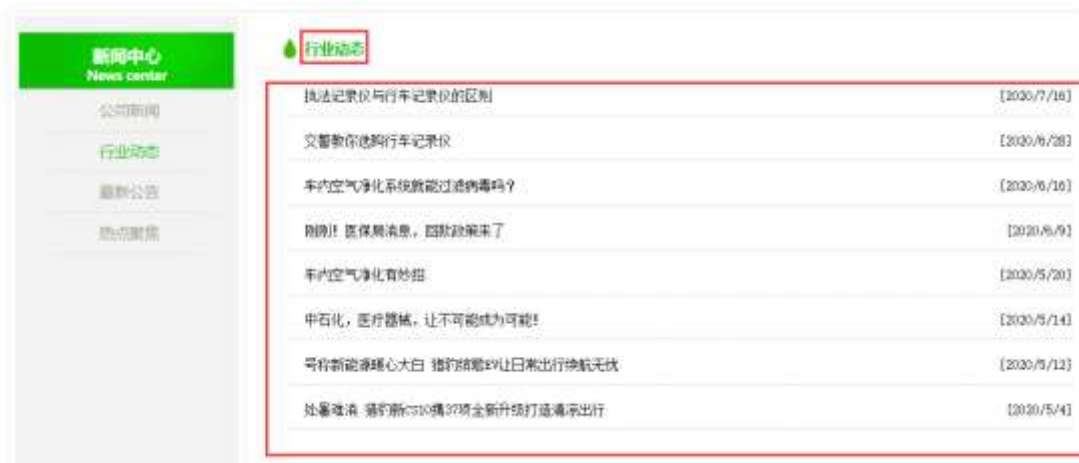 新闻中心
News center
公司新闻
行业动态
最新公告
热点聚焦
行业动态
执法记录仪与行车记录仪的区别 [2020/7/16]
交警教你选购行车记录仪 [2020/6/28]
车内空气净化系统就能过滤病毒吗? [2020/6/16]
刚刚!医保局消息,回款政策来了 [2020/6/9]
车内空气净化有妙招 [2020/5/20]
中石化,医疗器械,让不可能成为可能! [2020/5/14]
号称新能源暖心大白 猎豹缤歌EV让日常出行续航无忧 [2020/5/12]
处暑难消 猎豹新CS10携37项全新升级打造清凉出行 [2020/5/4]